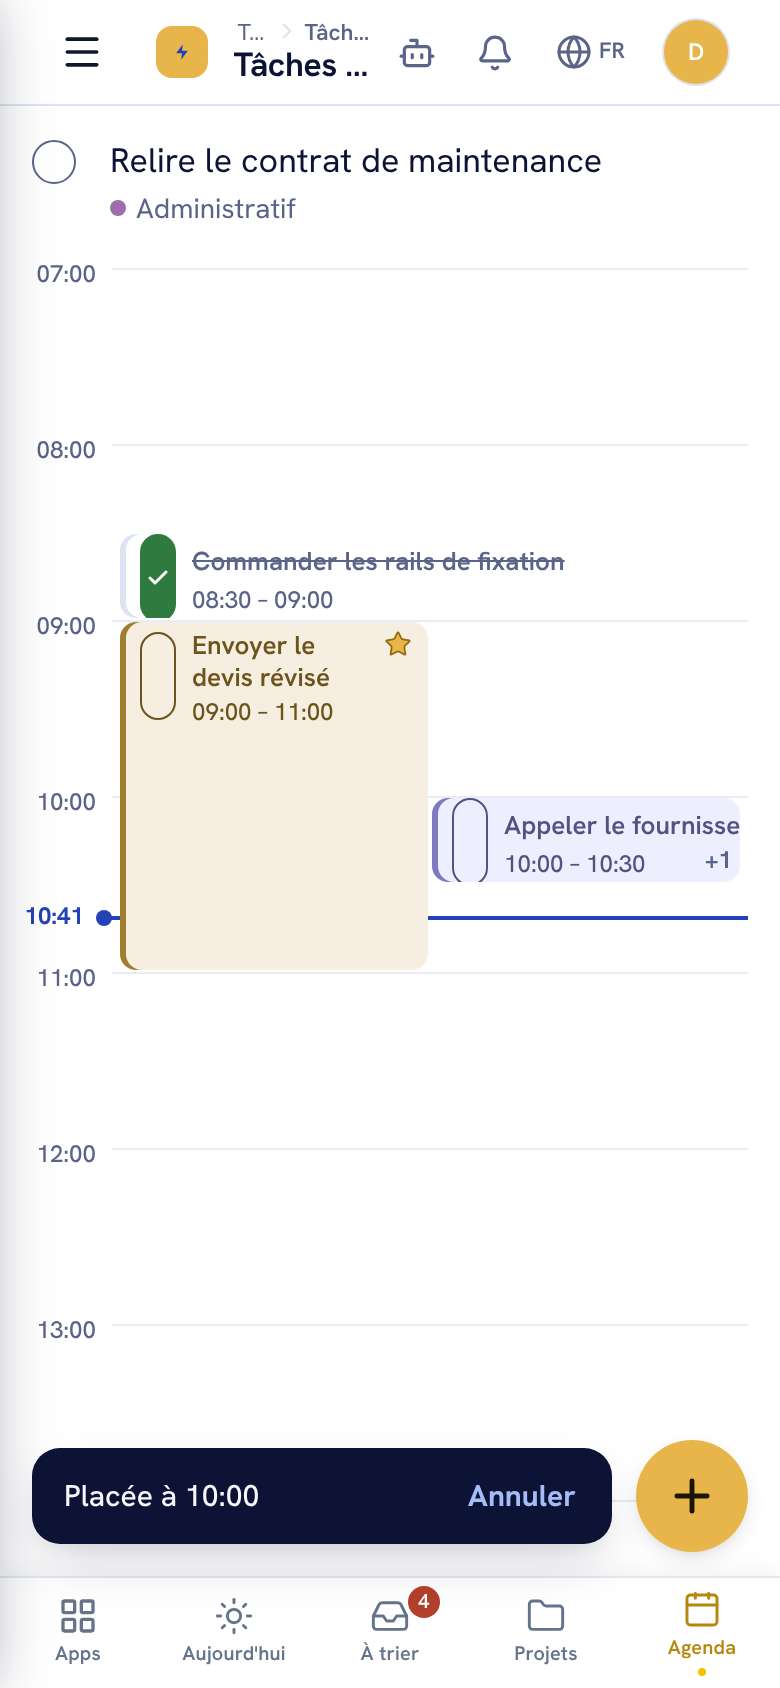 T... > Tâch...
Tâches ...
FR
D
Relire le contrat de maintenance
Administratif
07:00
08:00
Commander les rails de fixation
08:30 – 09:00
09:00
Envoyer le
devis révisé
09:00 – 11:00
10:00
Appeler le fournisse
10:00 – 10:30
+1
10:41
11:00
12:00
13:00
Placée à 10:00
Annuler
Apps
Aujourd'hui
4
À trier
Projets
Agenda